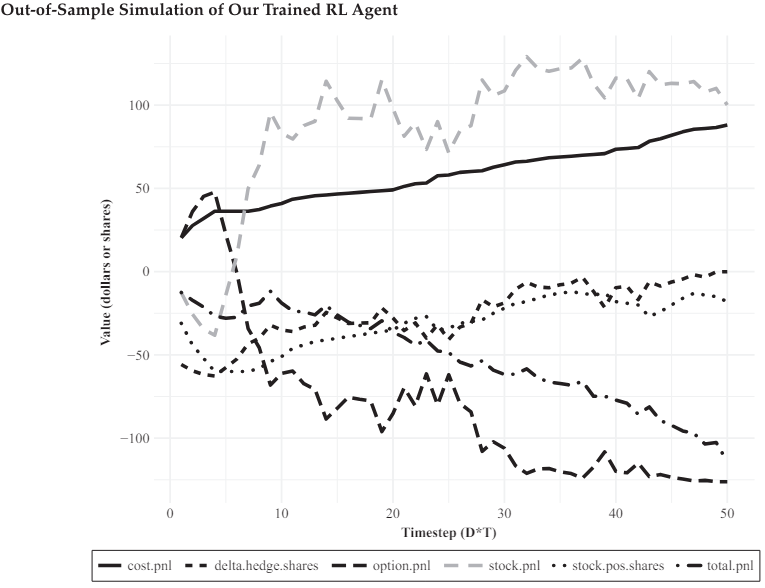 Out-of-Sample Simulation of Our Trained RL Agent
Value (dollars or shares)
100
50
0
−50
−100
0 10 20 30 40 50
Timestep (D*T)
cost.pnl delta.hedge.shares option.pnl stock.pnl stock.pos.shares total.pnl